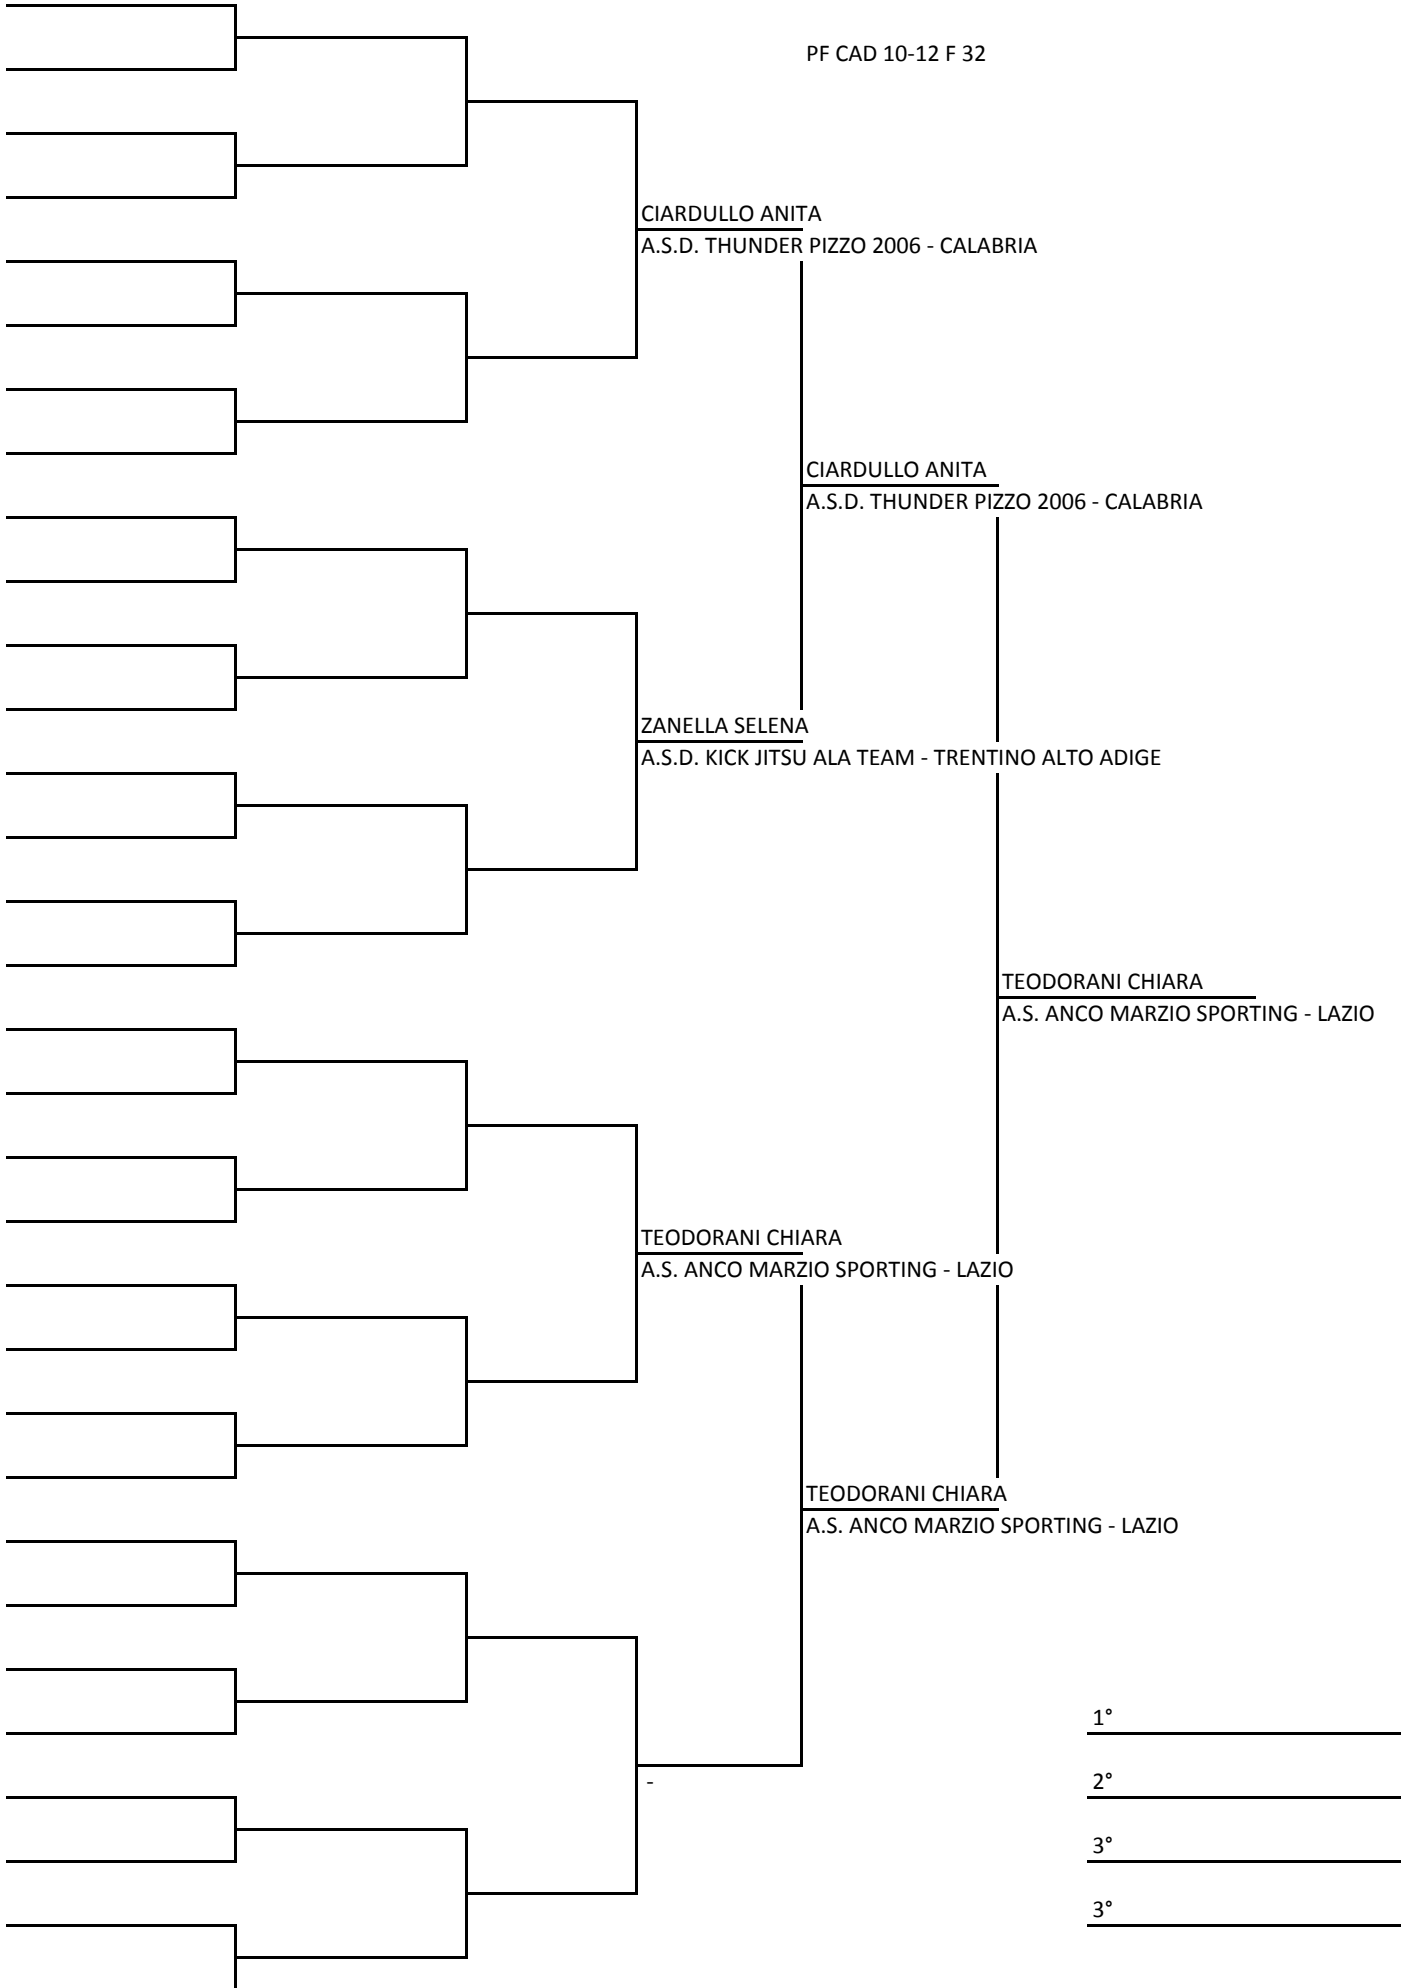 PF CAD 10-12 F 32
CIARDULLO ANITA
A.S.D. THUNDER PIZZO 2006 - CALABRIA
CIARDULLO ANITA
A.S.D. THUNDER PIZZO 2006 - CALABRIA
ZANELLA SELENA
A.S.D. KICK JITSU ALA TEAM - TRENTINO ALTO ADIGE
TEODORANI CHIARA
A.S. ANCO MARZIO SPORTING - LAZIO
TEODORANI CHIARA
A.S. ANCO MARZIO SPORTING - LAZIO
TEODORANI CHIARA
A.S. ANCO MARZIO SPORTING - LAZIO
1°
-
2°
3°
3°